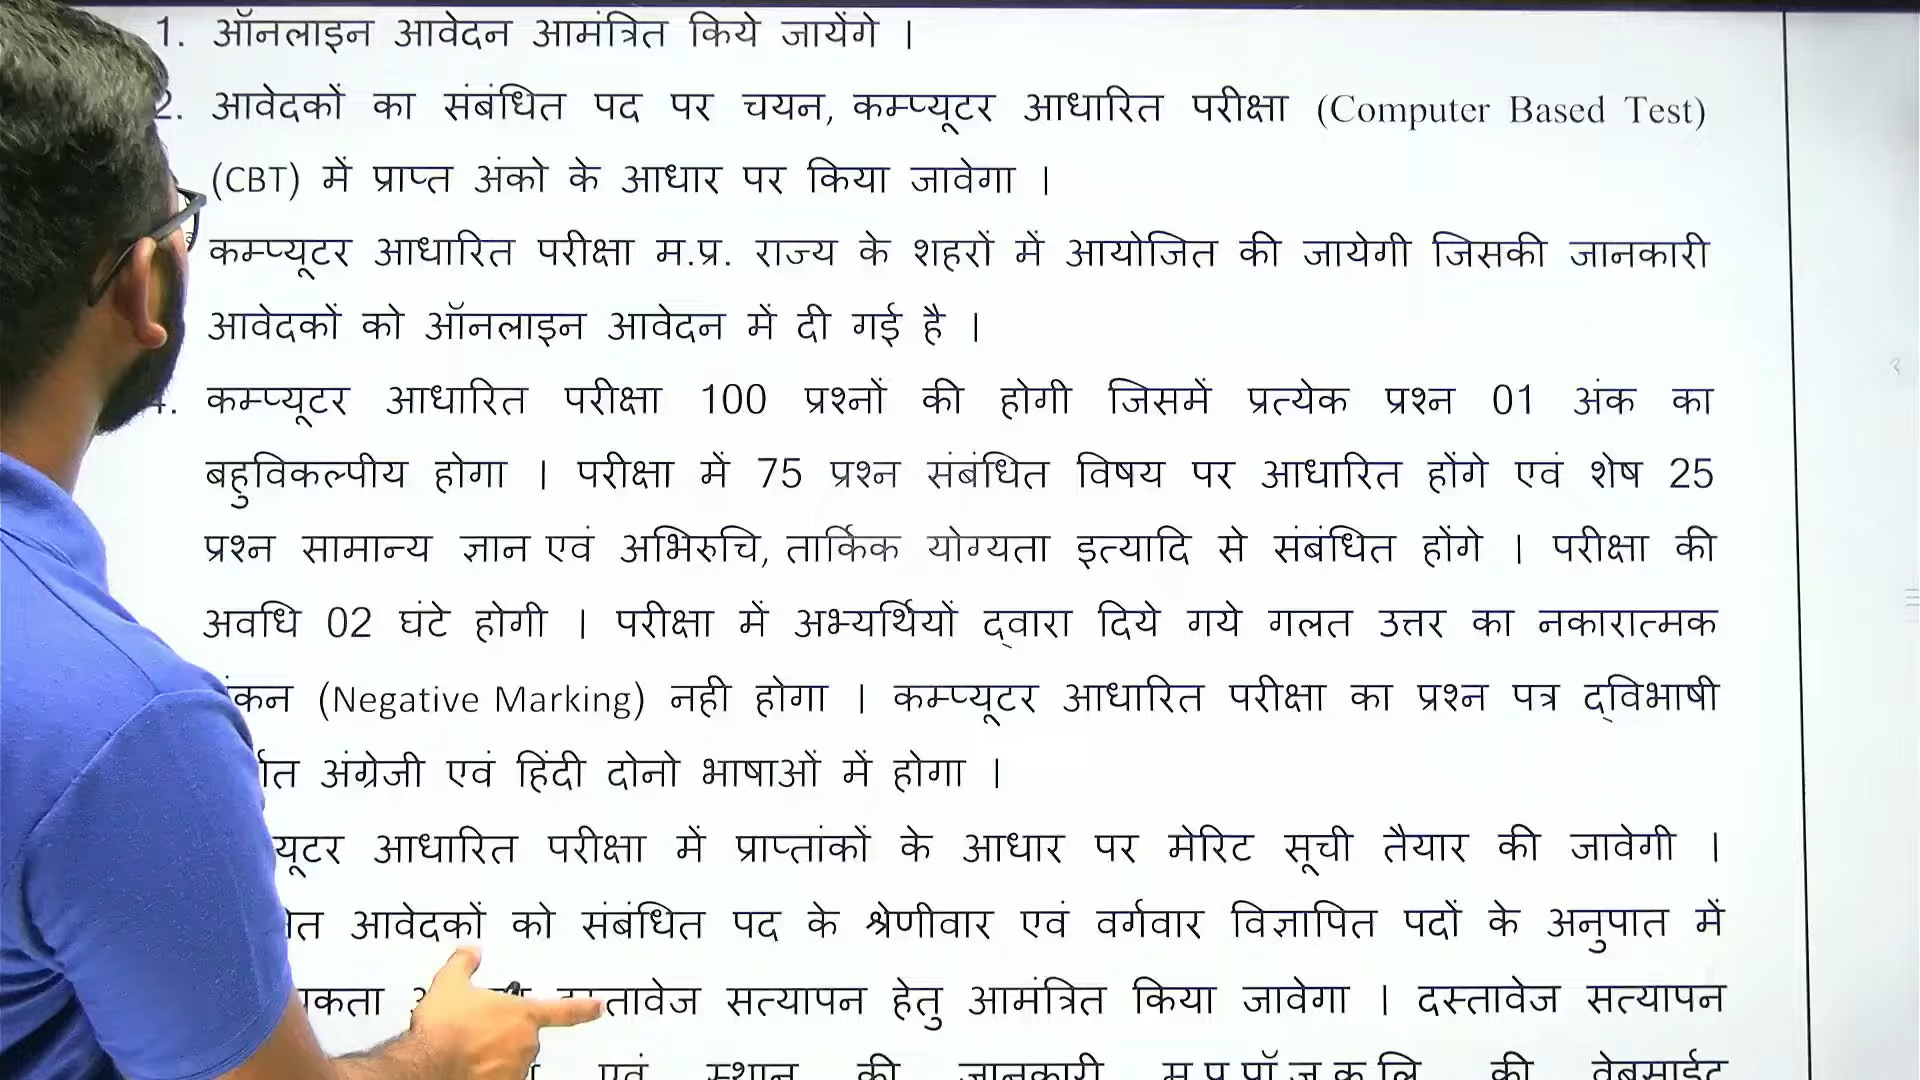 1. ऑनलाइन आवेदन आमंत्रित किये जायेंगे ।
2. आवेदकों का संबंधित पद पर चयन, कम्प्यूटर आधारित परीक्षा (Computer Based Test)
(CBT) में प्राप्त अंको के आधार पर किया जावेगा ।
कम्प्यूटर आधारित परीक्षा म.प्र. राज्य के शहरों में आयोजित की जायेगी जिसकी जानकारी
आवेदकों को ऑनलाइन आवेदन में दी गई है ।
कम्प्यूटर आधारित परीक्षा 100 प्रश्नों की होगी जिसमें प्रत्येक प्रश्न 01 अंक का
बहुविकल्पीय होगा । परीक्षा में 75 प्रश्न संबंधित विषय पर आधारित होंगे एवं शेष 25
प्रश्न सामान्य ज्ञान एवं अभिरुचि, तार्किक योग्यता इत्यादि से संबंधित होंगे । परीक्षा की
अवधि 02 घंटे होगी । परीक्षा में अभ्यर्थियों द्वारा दिये गये गलत उत्तर का नकारात्मक
(Negative Marking) नही होगा । कम्प्यूटर आधारित परीक्षा का प्रश्न पत्र द्विभाषी
अंग्रेजी एवं हिंदी दोनो भाषाओं में होगा ।
आधारित परीक्षा में प्राप्तांकों के आधार पर मेरिट सूची तैयार की जावेगी ।
आवेदकों को संबंधित पद के श्रेणीवार एवं वर्गवार विज्ञापित पदों के अनुपात में
सत्यापन हेतु आमंत्रित किया जावेगा । दस्तावेज सत्यापन
एवं स्थान की जानकारी म.प्र.पॉ.ज.कं.लि. की वेबसाईट